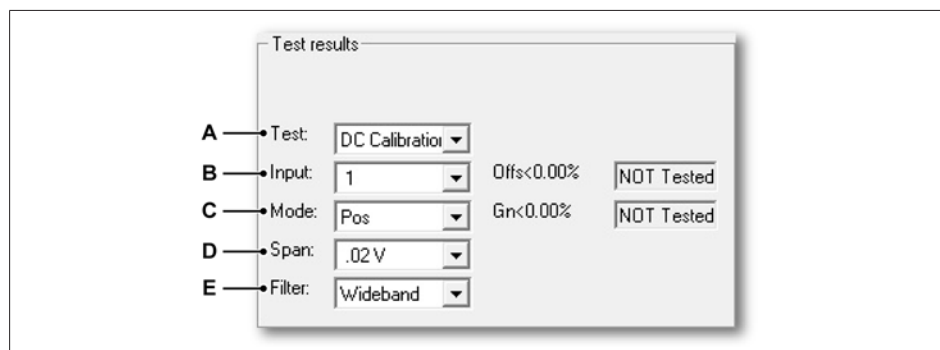 Test results
A Test: DC Calibration
B Input: 1 Offs<0.00% NOT Tested
C Mode: Pos Gn<0.00% NOT Tested
D Span: .02 V
E Filter: Wideband